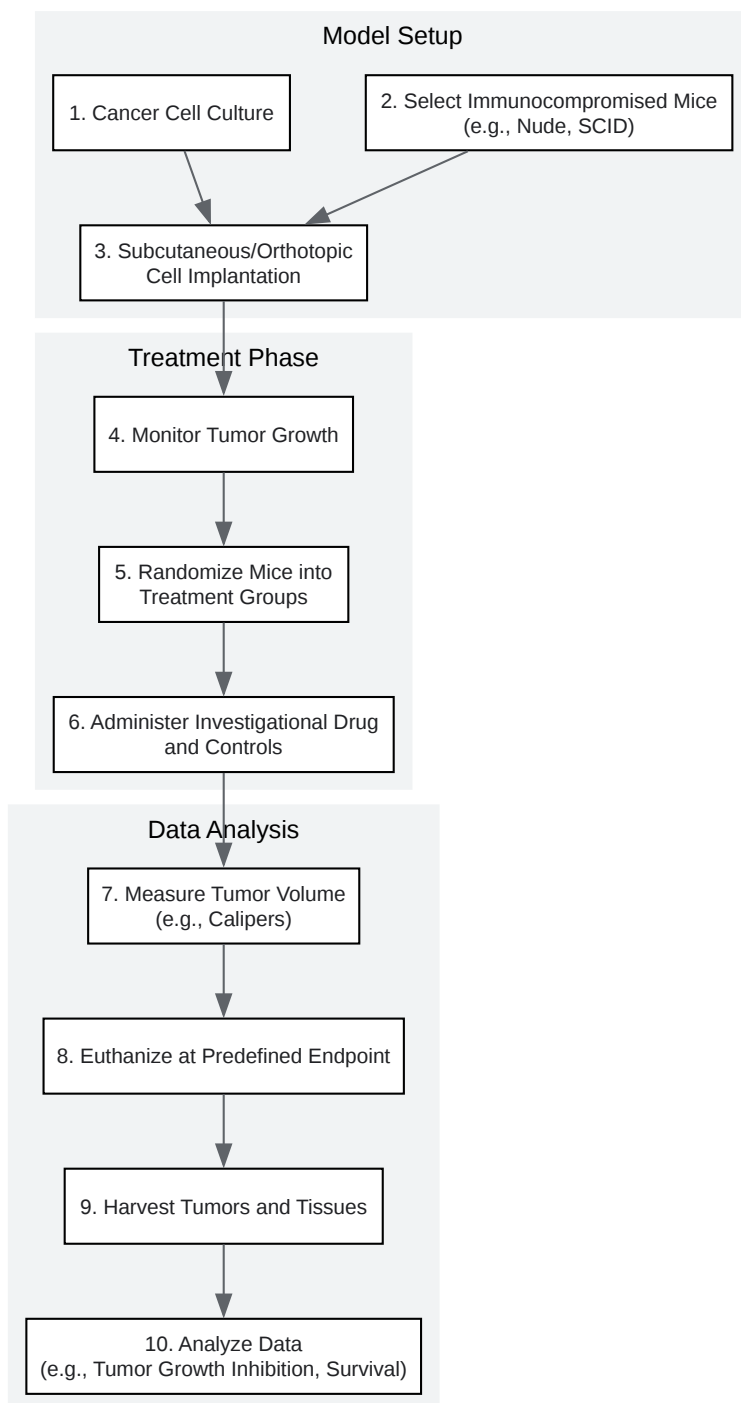 Model Setup
1. Cancer Cell Culture
2. Select Immunocompromised Mice
(e.g., Nude, SCID)
3. Subcutaneous/Orthotopic
Cell Implantation
Treatment Phase
4. Monitor Tumor Growth
5. Randomize Mice into
Treatment Groups
6. Administer Investigational Drug
and Controls
Data Analysis
7. Measure Tumor Volume
(e.g., Calipers)
8. Euthanize at Predefined Endpoint
9. Harvest Tumors and Tissues
10. Analyze Data
(e.g., Tumor Growth Inhibition, Survival)